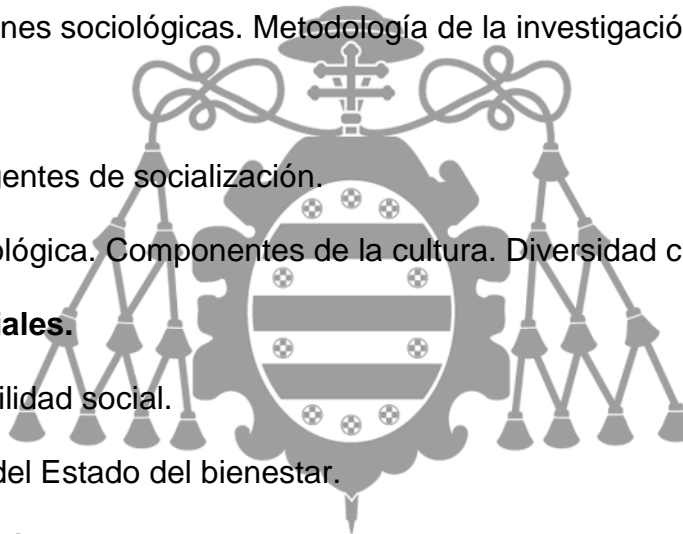 nes sociológicas. Metodología de la investigació
gentes de socialización.
ológica. Componentes de la cultura. Diversidad c
iales.
ilidad social.
del Estado del bienestar.